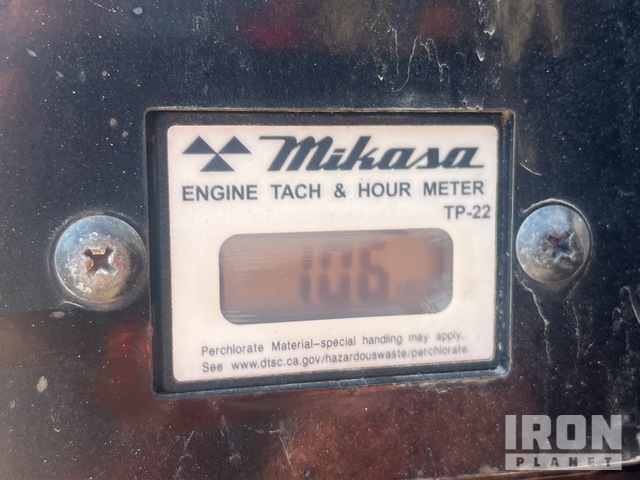 Mikasa
ENGINE TACH & HOUR METER
TP-22
106
Perchlorate Material-special handling may apply.
See www.dtsc.ca.gov/hazardouswaste/perchlorate.
IRON
PLANET